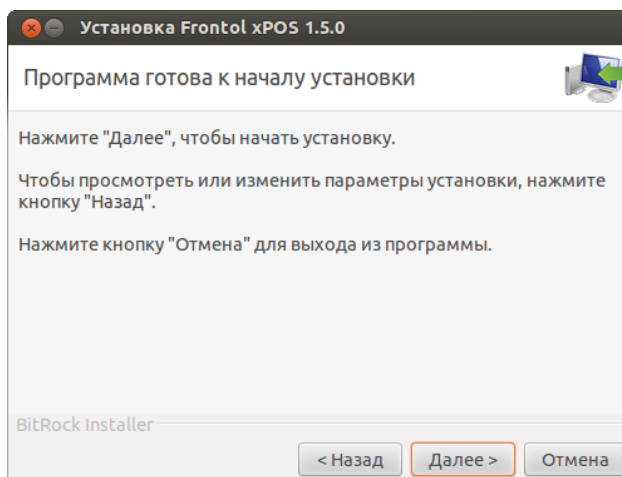 Установка Frontol xPOS 1.5.0
Программа готова к началу установки
Нажмите "Далее", чтобы начать установку.
Чтобы просмотреть или изменить параметры установки, нажмите
кнопку "Назад".
Нажмите кнопку "Отмена" для выхода из программы.
BitRock Installer
< Назад
Далее >
Отмена